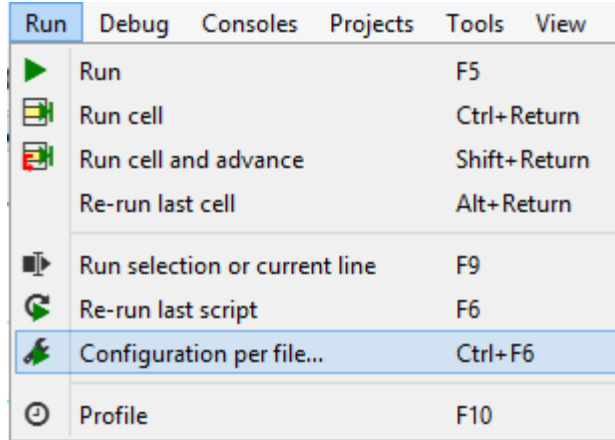 Run Debug Consoles Projects Tools View
Run F5
Run cell Ctrl+Return
Run cell and advance Shift+Return
Re-run last cell Alt+Return
Run selection or current line F9
Re-run last script F6
Configuration per file... Ctrl+F6
Profile F10